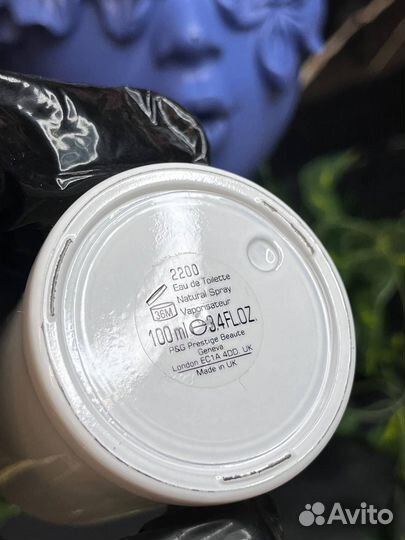 2200
Eau de Toilette
Natural Spray
36M
Vaporisateur
100ml ℮ 3.4FL.OZ.
P&G Prestige Beaute
Geneva
London EC1A 4DD UK
Made in UK
Avito